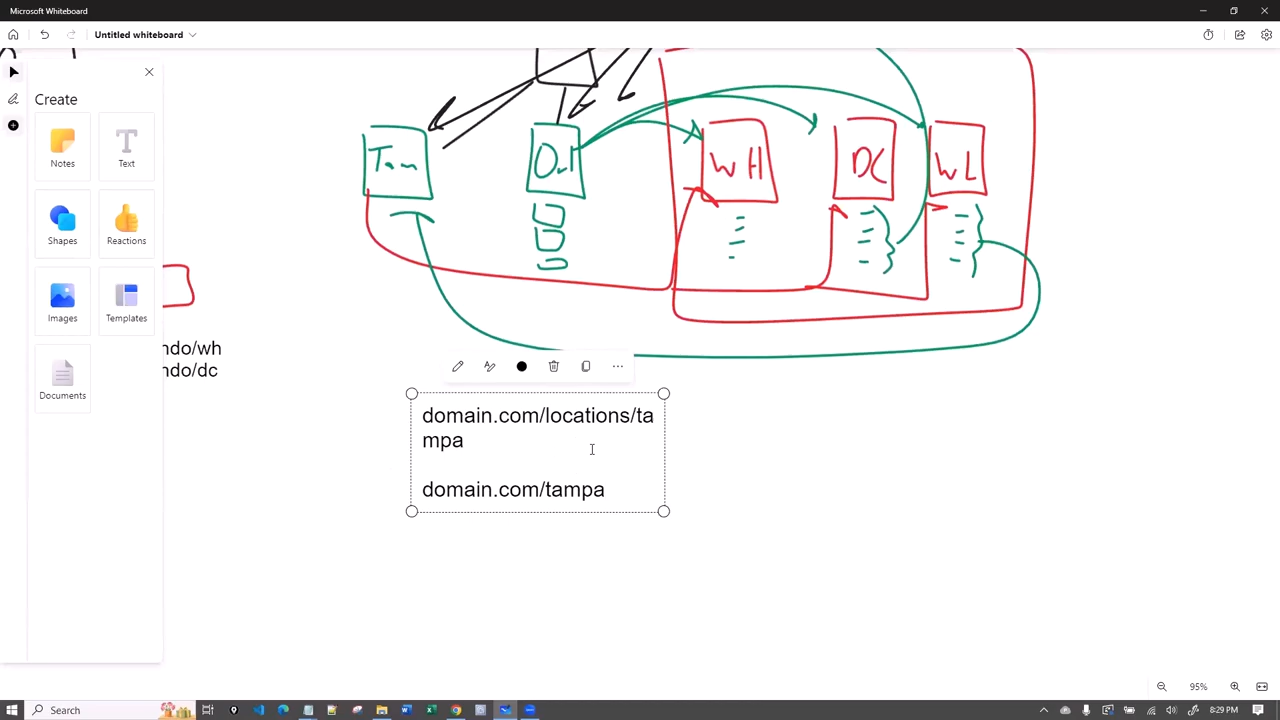 Microsoft Whiteboard
Untitled whiteboard
Create
Notes
Text
Shapes
Reactions
Images
Templates
Documents
WH
DC
WL
ndo/wh
ndo/dc
domain.com/locations/ta
mpa
domain.com/tampa
95%
Search
8:29 PM